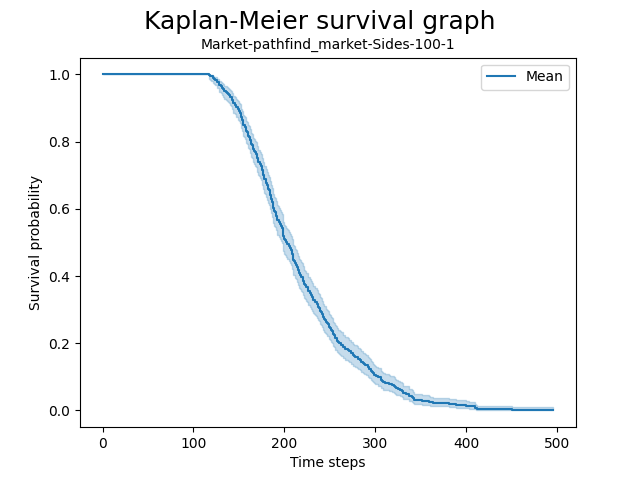 Kaplan-Meier survival graph
Market-pathfind_market-Sides-100-1
Mean
1.0
0.8
0.6
0.4
0.2
0.0
Survival probability
0 100 200 300 400 500
Time steps